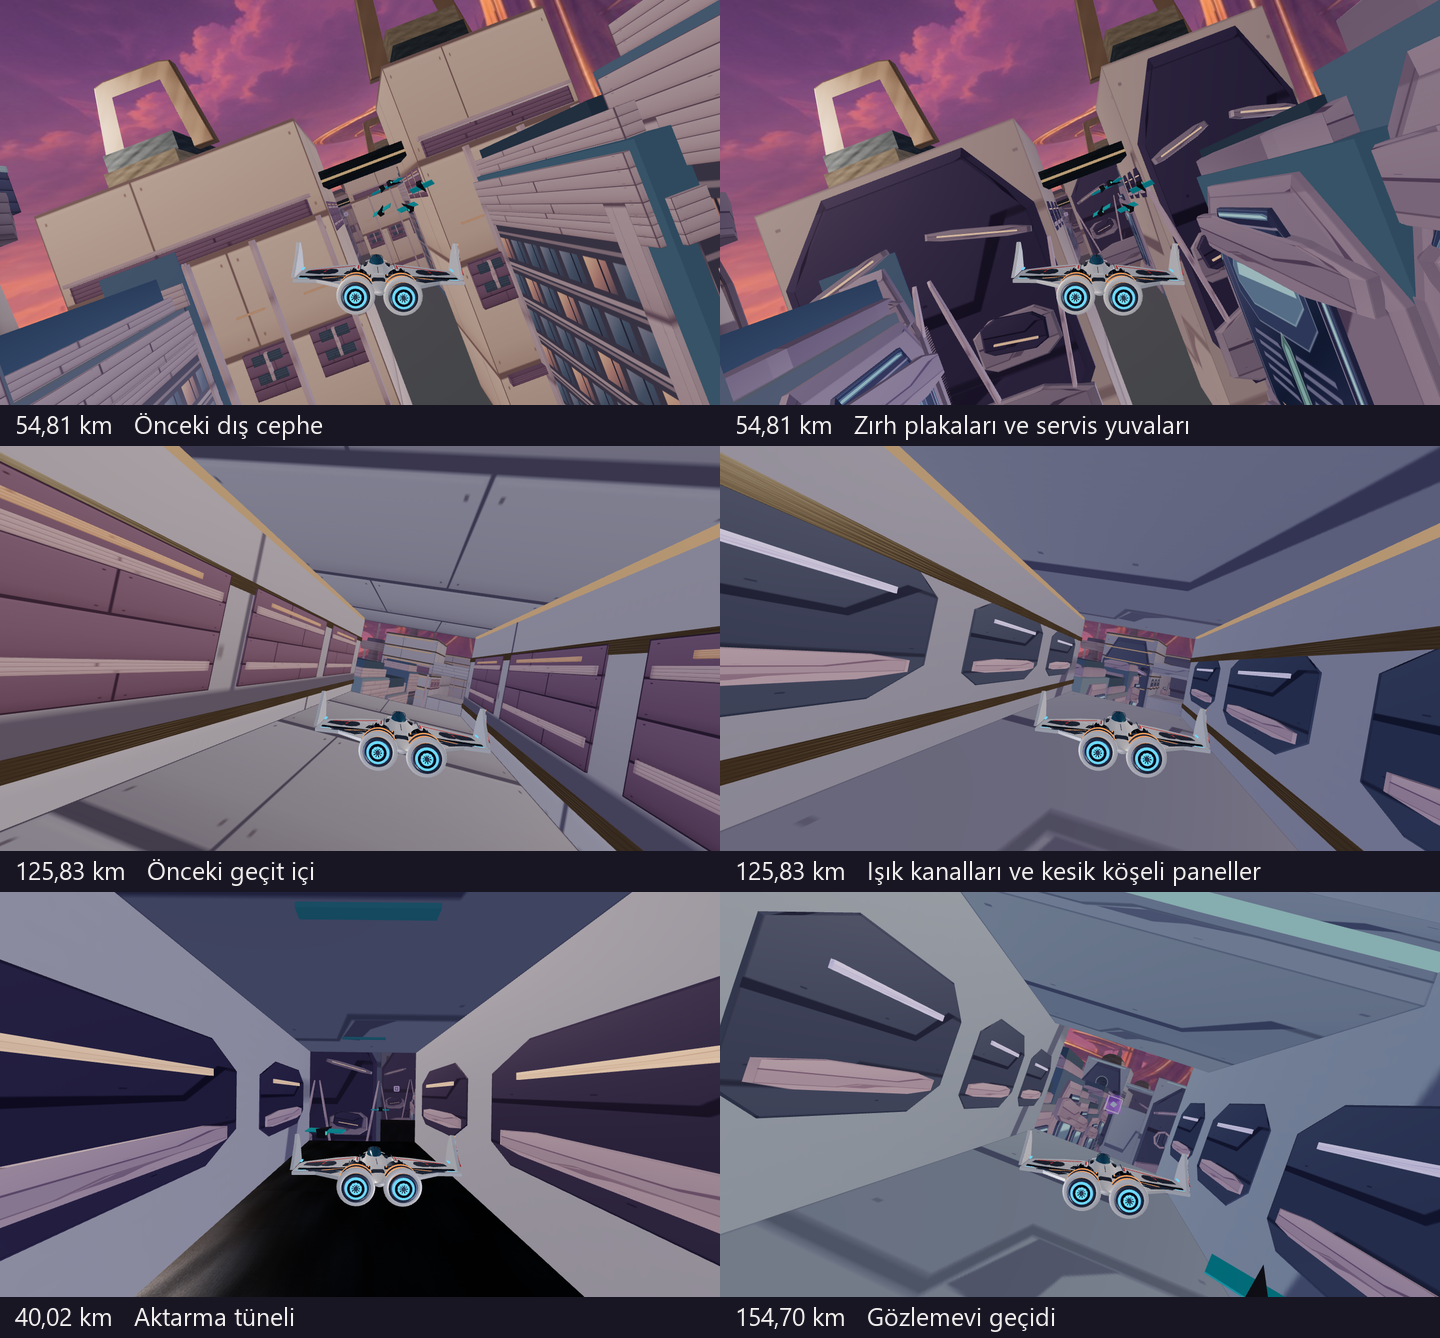 54,81 km Önceki dış cephe
54,81 km Zırh plakaları ve servis yuvaları
125,83 km Önceki geçit içi
125,83 km Işık kanalları ve kesik köşeli paneller
40,02 km Aktarma tüneli
154,70 km Gözlemevi geçidi